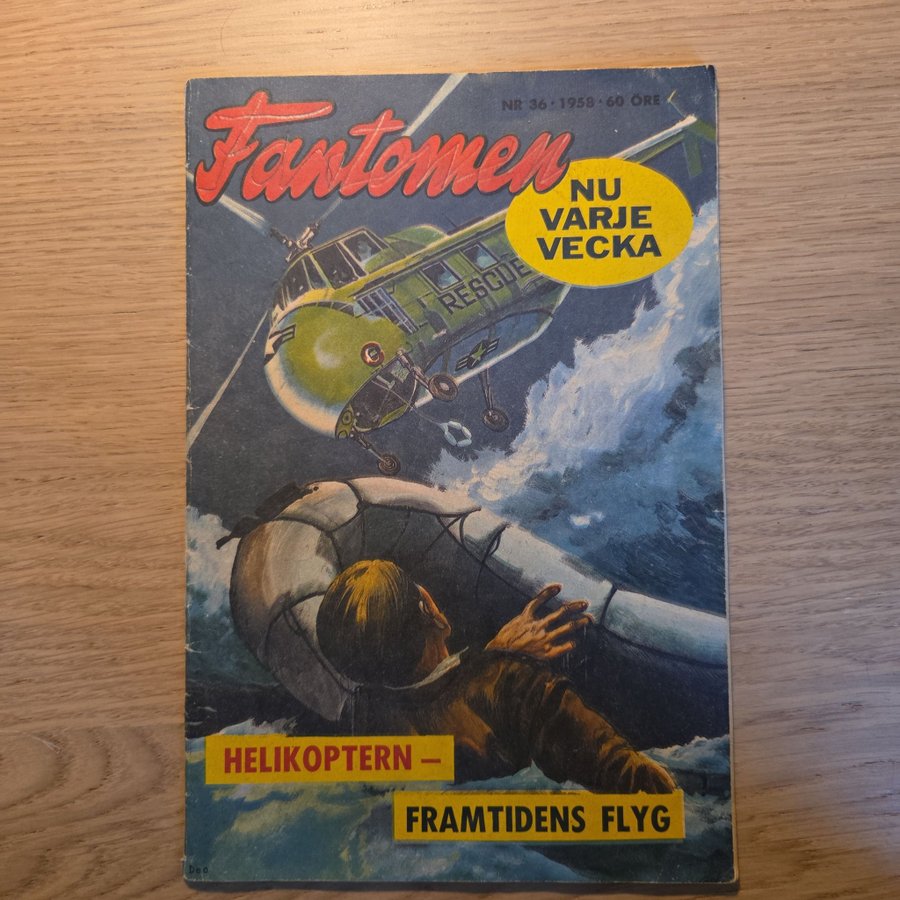 NR 36 · 1958 · 60 ÖRE
Fantomen
NU
VARJE
VECKA
RESCUE
HELIKOPTERN –
FRAMTIDENS FLYG